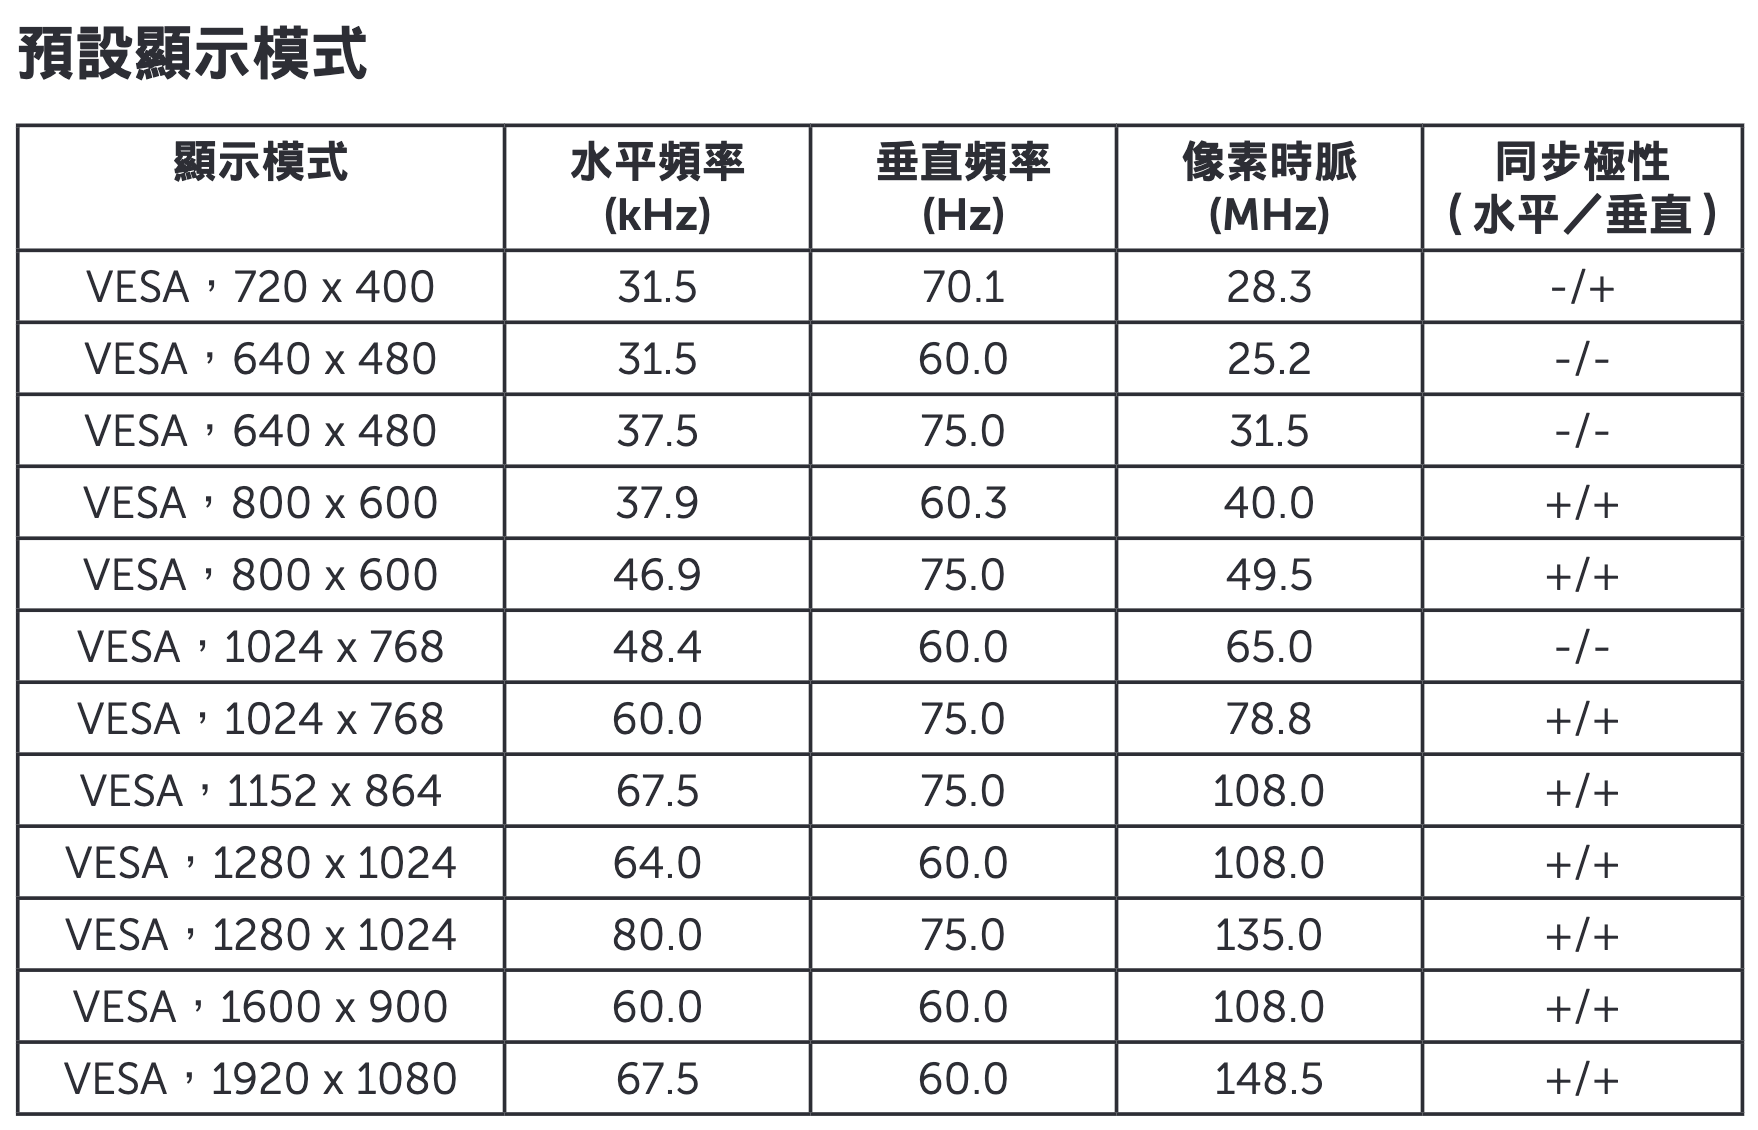 預設顯示模式
顯示模式 水平頻率 (kHz) 垂直頻率 (Hz) 像素時脈 (MHz) 同步極性 (水平／垂直)
VESA，720 x 400 31.5 70.1 28.3 -/+
VESA，640 x 480 31.5 60.0 25.2 -/-
VESA，640 x 480 37.5 75.0 31.5 -/-
VESA，800 x 600 37.9 60.3 40.0 +/+
VESA，800 x 600 46.9 75.0 49.5 +/+
VESA，1024 x 768 48.4 60.0 65.0 -/-
VESA，1024 x 768 60.0 75.0 78.8 +/+
VESA，1152 x 864 67.5 75.0 108.0 +/+
VESA，1280 x 1024 64.0 60.0 108.0 +/+
VESA，1280 x 1024 80.0 75.0 135.0 +/+
VESA，1600 x 900 60.0 60.0 108.0 +/+
VESA，1920 x 1080 67.5 60.0 148.5 +/+